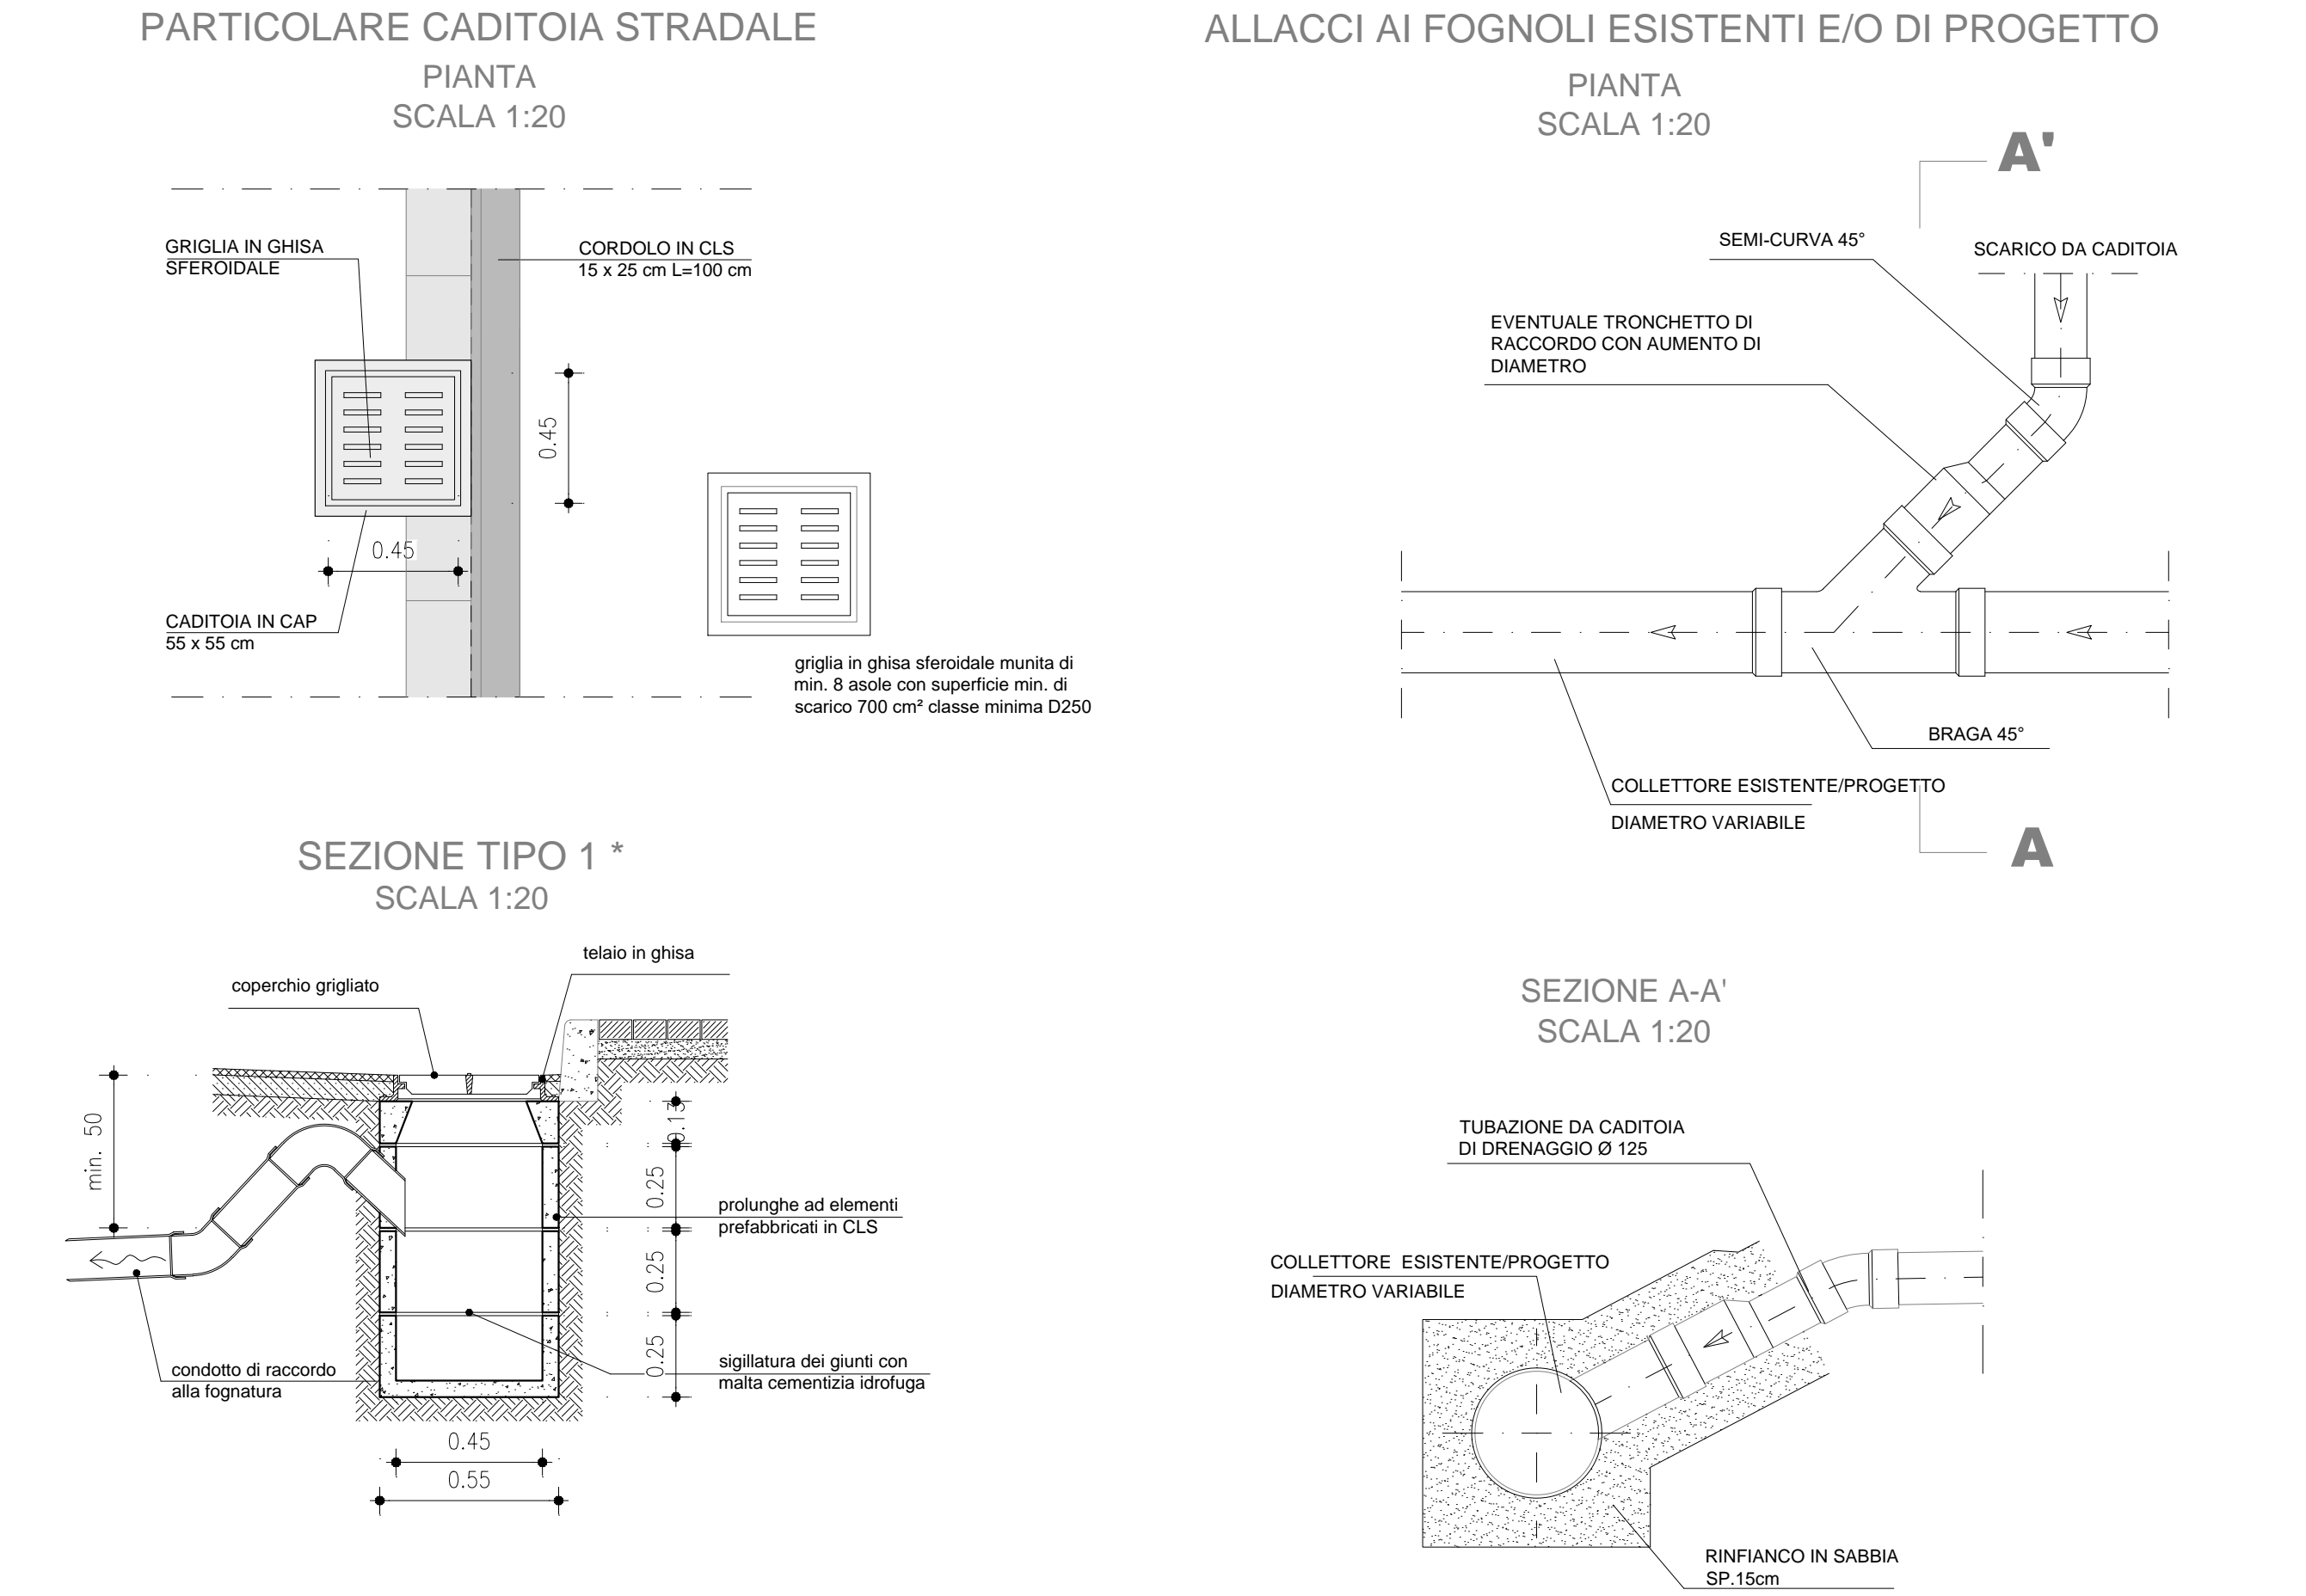 PARTICOLARE CADITOIA STRADALE
PIANTA
SCALA 1:20
GRIGLIA IN GHISA
SFEROIDALE
CORDOLO IN CLS
15 x 25 cm L=100 cm
0.45
0.45
CADITOIA IN CAP
55 x 55 cm
griglia in ghisa sferoidale munita di
min. 8 asole con superficie min. di
scarico 700 cm² classe minima D250
ALLACCI AI FOGNOLI ESISTENTI E/O DI PROGETTO
PIANTA
SCALA 1:20
A'
SEMI-CURVA 45°
SCARICO DA CADITOIA
EVENTUALE TRONCHETTO DI
RACCORDO CON AUMENTO DI
DIAMETRO
BRAGA 45°
COLLETTORE ESISTENTE/PROGETTO
DIAMETRO VARIABILE
A
SEZIONE TIPO 1 *
SCALA 1:20
telaio in ghisa
coperchio grigliato
min. 50
0.13
0.25
0.25
0.25
prolunghe ad elementi
prefabbricati in CLS
condotto di raccordo
alla fognatura
sigillatura dei giunti con
malta cementizia idrofuga
0.45
0.55
SEZIONE A-A'
SCALA 1:20
TUBAZIONE DA CADITOIA
DI DRENAGGIO Ø 125
COLLETTORE ESISTENTE/PROGETTO
DIAMETRO VARIABILE
RINFIANCO IN SABBIA
SP.15cm